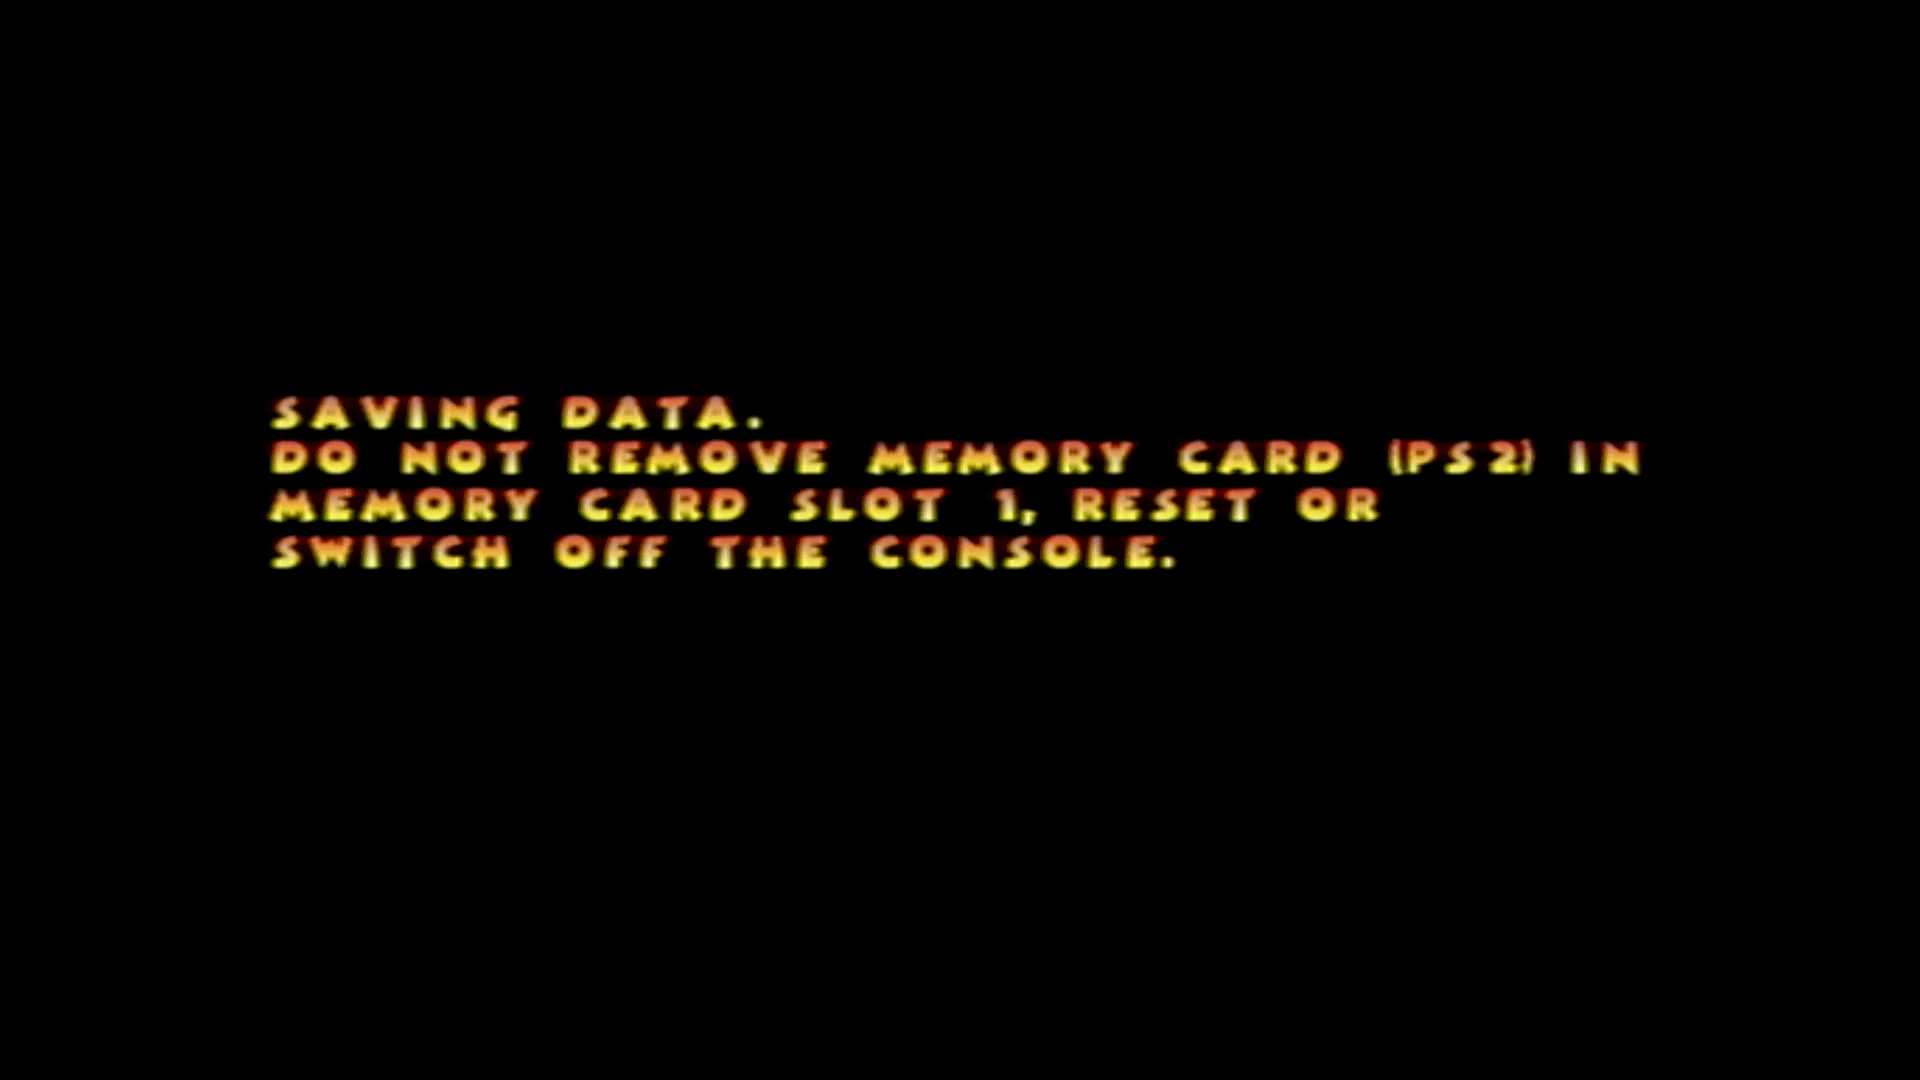 SAVING DATA.
DO NOT REMOVE MEMORY CARD (PS2) IN
MEMORY CARD SLOT 1, RESET OR
SWITCH OFF THE CONSOLE.